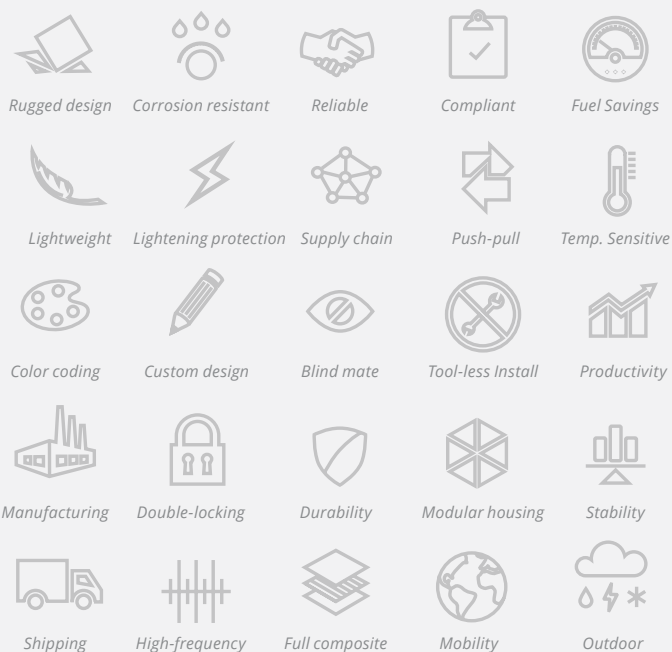 Rugged design Corrosion resistant Reliable Compliant Fuel Savings
Lightweight Lightening protection Supply chain Push-pull Temp. Sensitive
Color coding Custom design Blind mate Tool-less Install Productivity
Manufacturing Double-locking Durability Modular housing Stability
Shipping High-frequency Full composite Mobility Outdoor